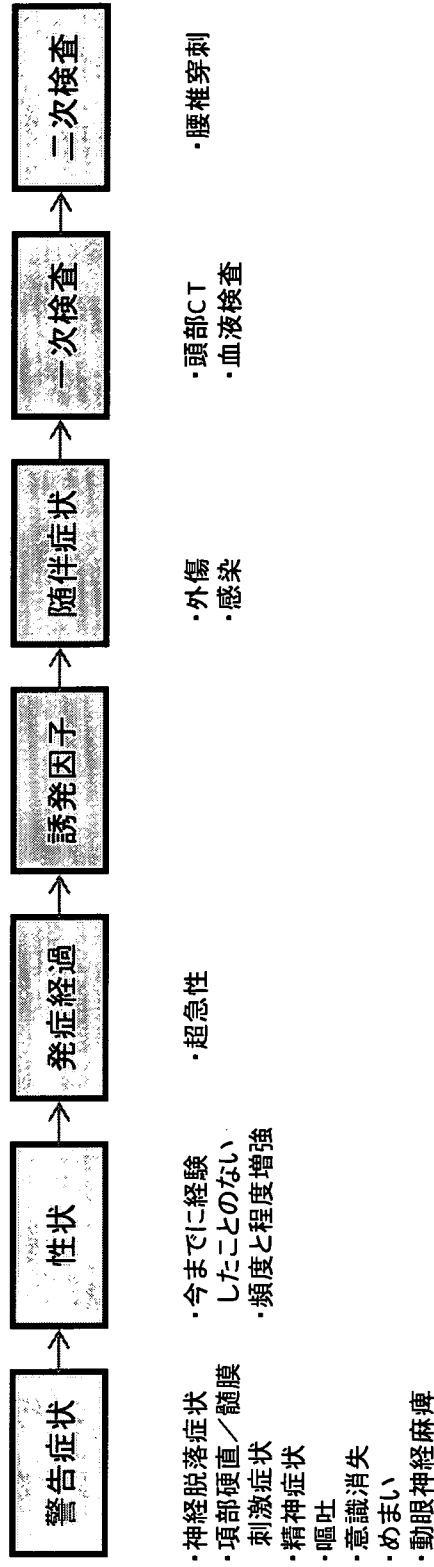 警告症状
性状
発症経過
誘発因子
随伴症状
一次検査
二次検査
・神経脱落症状
・項部硬直／髄膜
刺激症状
・精神症状
・嘔吐
・意識消失
・めまい
・動眼神経麻痺
・今までに経験
したことのない
・頻度と程度増強
・超急性
・外傷
・感染
・頭部CT
・血液検査
・腰椎穿刺